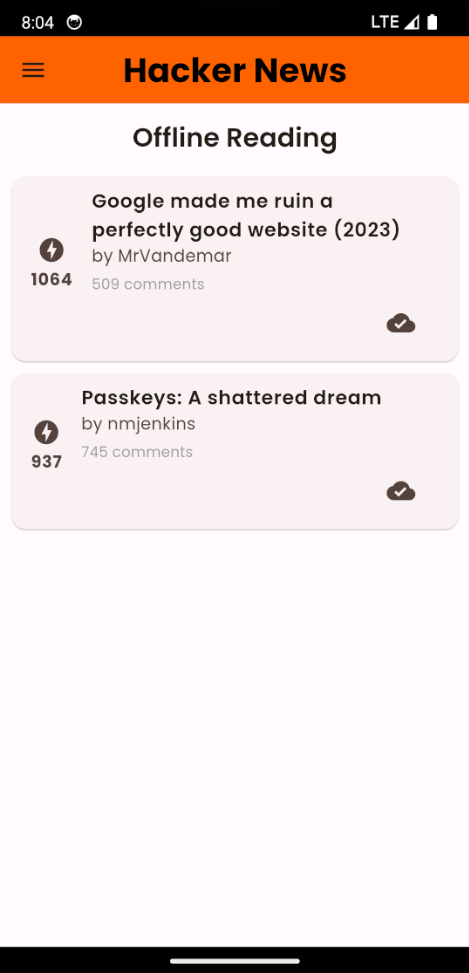 8:04
LTE
Hacker News
Offline Reading
Google made me ruin a
perfectly good website (2023)
by MrVandemar
509 comments
1064
Passkeys: A shattered dream
by nmjenkins
745 comments
937